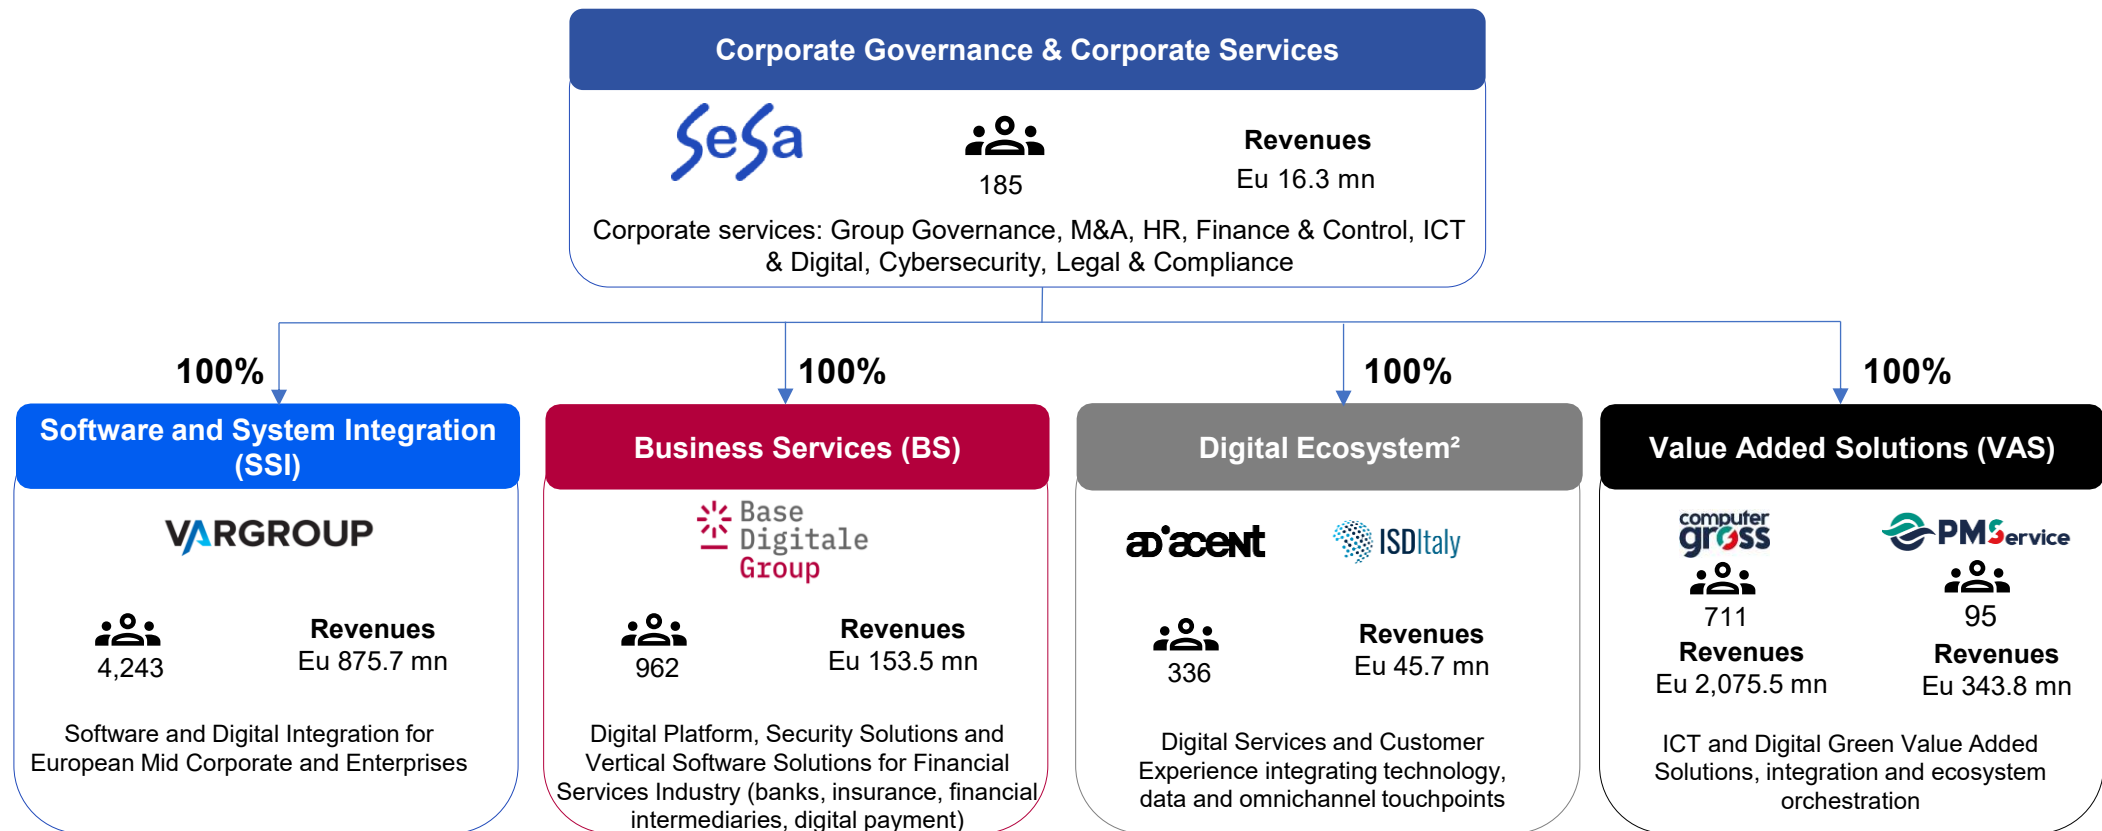 Corporate Governance & Corporate Services
SeSa
185
Revenues
Eu 16.3 mn
Corporate services: Group Governance, M&A, HR, Finance & Control, ICT
& Digital, Cybersecurity, Legal & Compliance
100%
100%
100%
100%
Software and System Integration
(SSI)
VARGROUP
4,243
Revenues
Eu 875.7 mn
Software and Digital Integration for
European Mid Corporate and Enterprises
Business Services (BS)
Base
Digitale
Group
962
Revenues
Eu 153.5 mn
Digital Platform, Security Solutions and
Vertical Software Solutions for Financial
Services Industry (banks, insurance, financial
intermediaries, digital payment)
Digital Ecosystem²
adiacent
ISDItaly
336
Revenues
Eu 45.7 mn
Digital Services and Customer
Experience integrating technology,
data and omnichannel touchpoints
Value Added Solutions (VAS)
computer
gross
711
Revenues
Eu 2,075.5 mn
PMService
95
Revenues
Eu 343.8 mn
ICT and Digital Green Value Added
Solutions, integration and ecosystem
orchestration